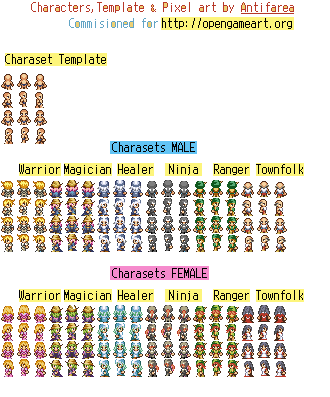 Characters,Template & Pixel art by Antifarea
Commisioned for http://opengameart.org
Charaset Template
Charasets MALE
Warrior Magician Healer Ninja Ranger Townfolk
Charasets FEMALE
Warrior Magician Healer Ninja Ranger Townfolk